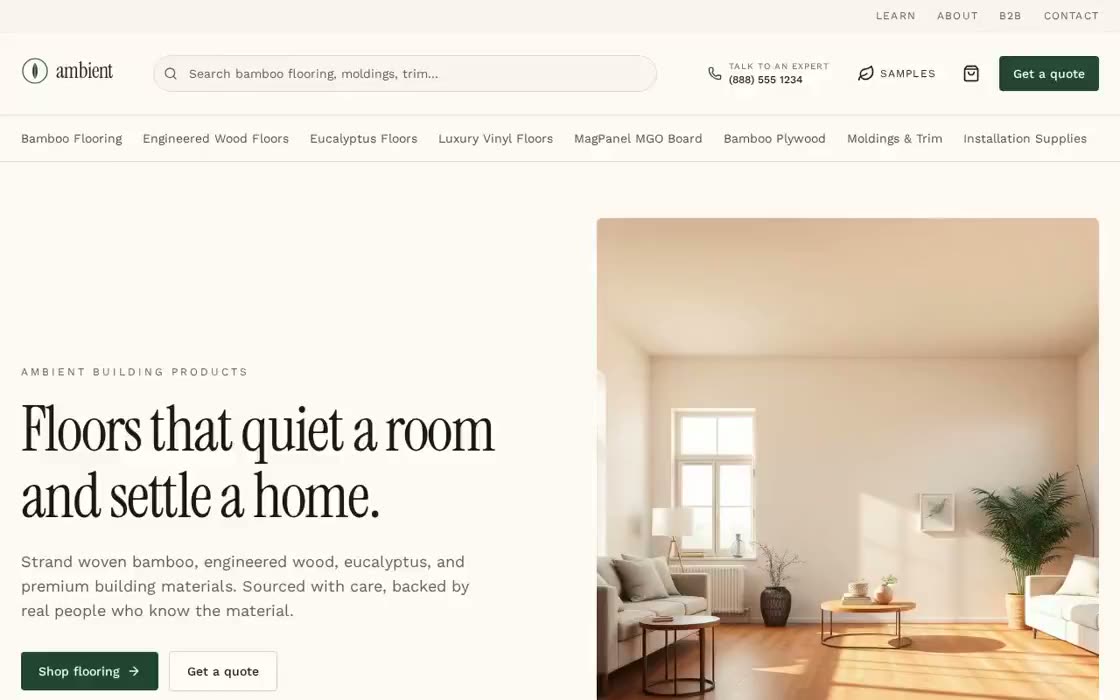 LEARN ABOUT B2B CONTACT
ambient
Search bamboo flooring, moldings, trim...
TALK TO AN EXPERT
(888) 555 1234
SAMPLES
Get a quote
Bamboo Flooring Engineered Wood Floors Eucalyptus Floors Luxury Vinyl Floors MagPanel MGO Board Bamboo Plywood Moldings & Trim Installation Supplies
AMBIENT BUILDING PRODUCTS
Floors that quiet a room
and settle a home.
Strand woven bamboo, engineered wood, eucalyptus, and
premium building materials. Sourced with care, backed by
real people who know the material.
Shop flooring →
Get a quote